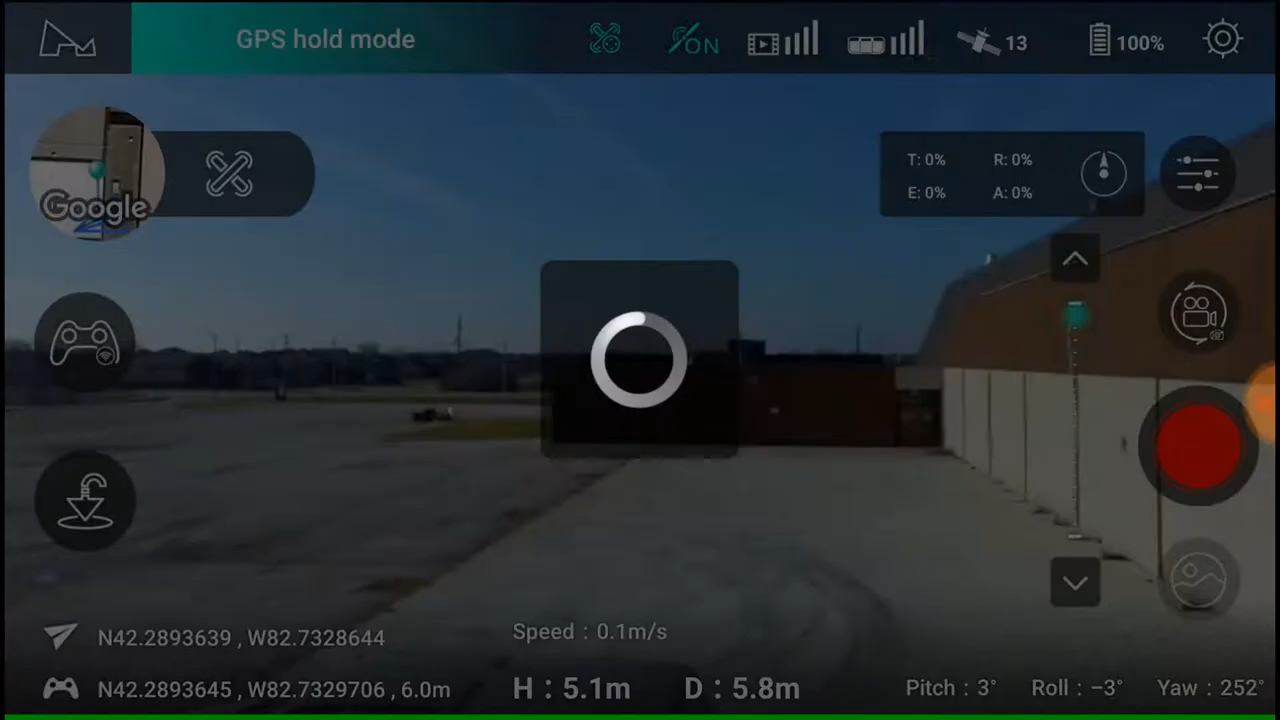 GPS hold mode
ON
13
100%
Google
T: 0%
R: 0%
E: 0%
A: 0%
N42.2893639 , W82.7328644
Speed : 0.1m/s
N42.2893645 , W82.7329706 , 6.0m
H : 5.1m
D : 5.8m
Pitch : 3°
Roll : −3°
Yaw : 252°